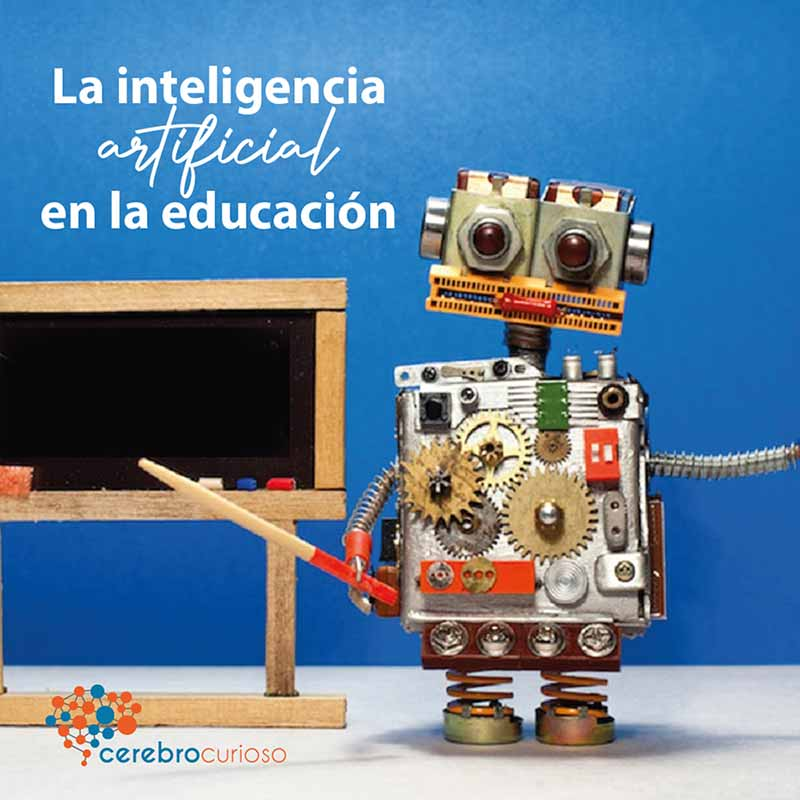 La inteligencia
artificial
en la educación
cerebrocurioso